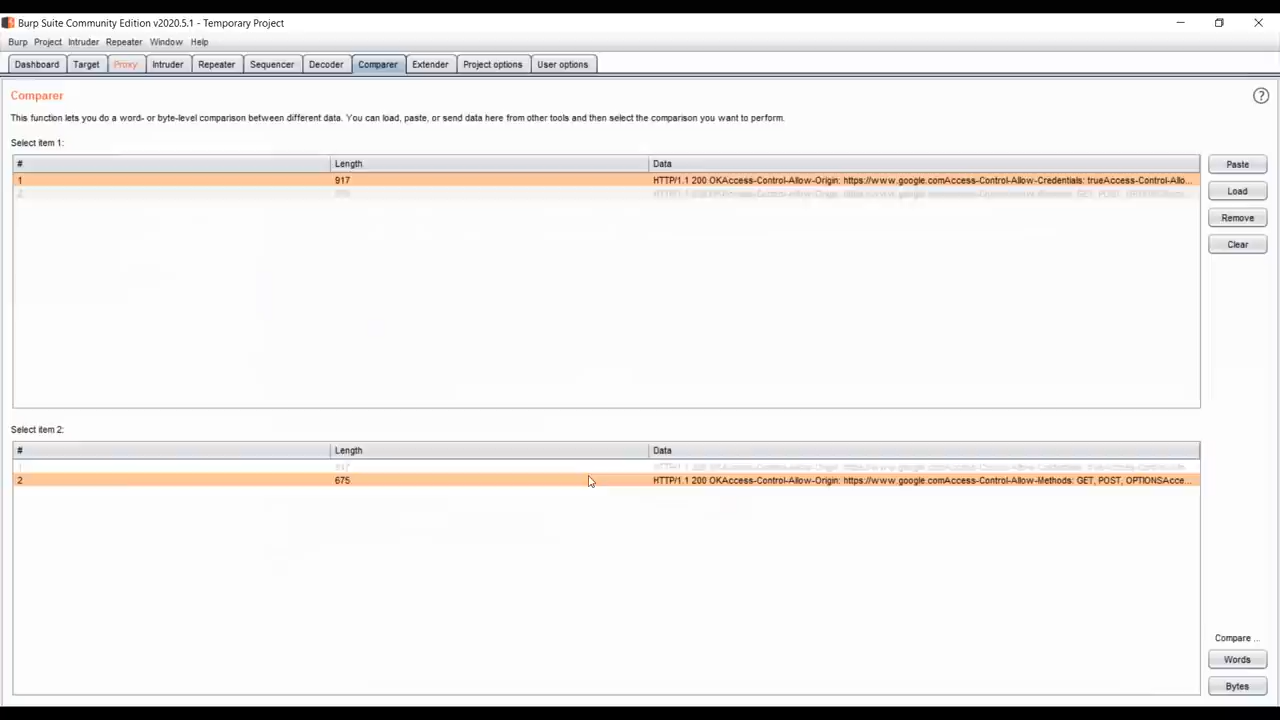 Burp Suite Community Edition v2020.5.1 - Temporary Project
Burp Project Intruder Repeater Window Help
Dashboard Target Proxy Intruder Repeater Sequencer Decoder Comparer Extender Project options User options
Comparer
?
This function lets you do a word- or byte-level comparison between different data. You can load, paste, or send data here from other tools and then select the comparison you want to perform.
Select item 1:
# Length Data
Paste
1 917 HTTP/1.1 200 OKAccess-Control-Allow-Origin: https://www.google.comAccess-Control-Allow-Credentials: trueAccess-Control-Allo...
Load
Remove
Clear
Select item 2:
# Length Data
2 675 HTTP/1.1 200 OKAccess-Control-Allow-Origin: https://www.google.comAccess-Control-Allow-Methods: GET, POST, OPTIONSAcce...
Compare ...
Words
Bytes